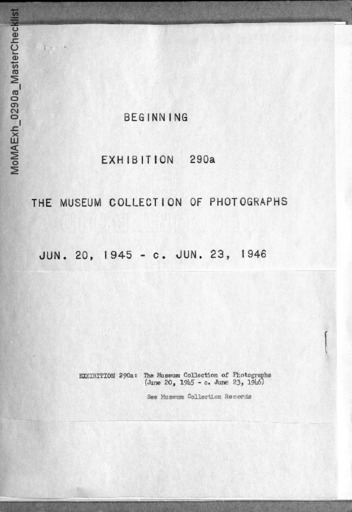 MoMAExh_0290a_MasterChecklist
BEGINNING
EXHIBITION 290a
THE MUSEUM COLLECTION OF PHOTOGRAPHS
JUN. 20, 1945 - c. JUN. 23, 1946
EXHIBITION 290a: The Museum Collection of Photographs
(June 20, 1945 - c. June 23, 1946)
See Museum Collection Records